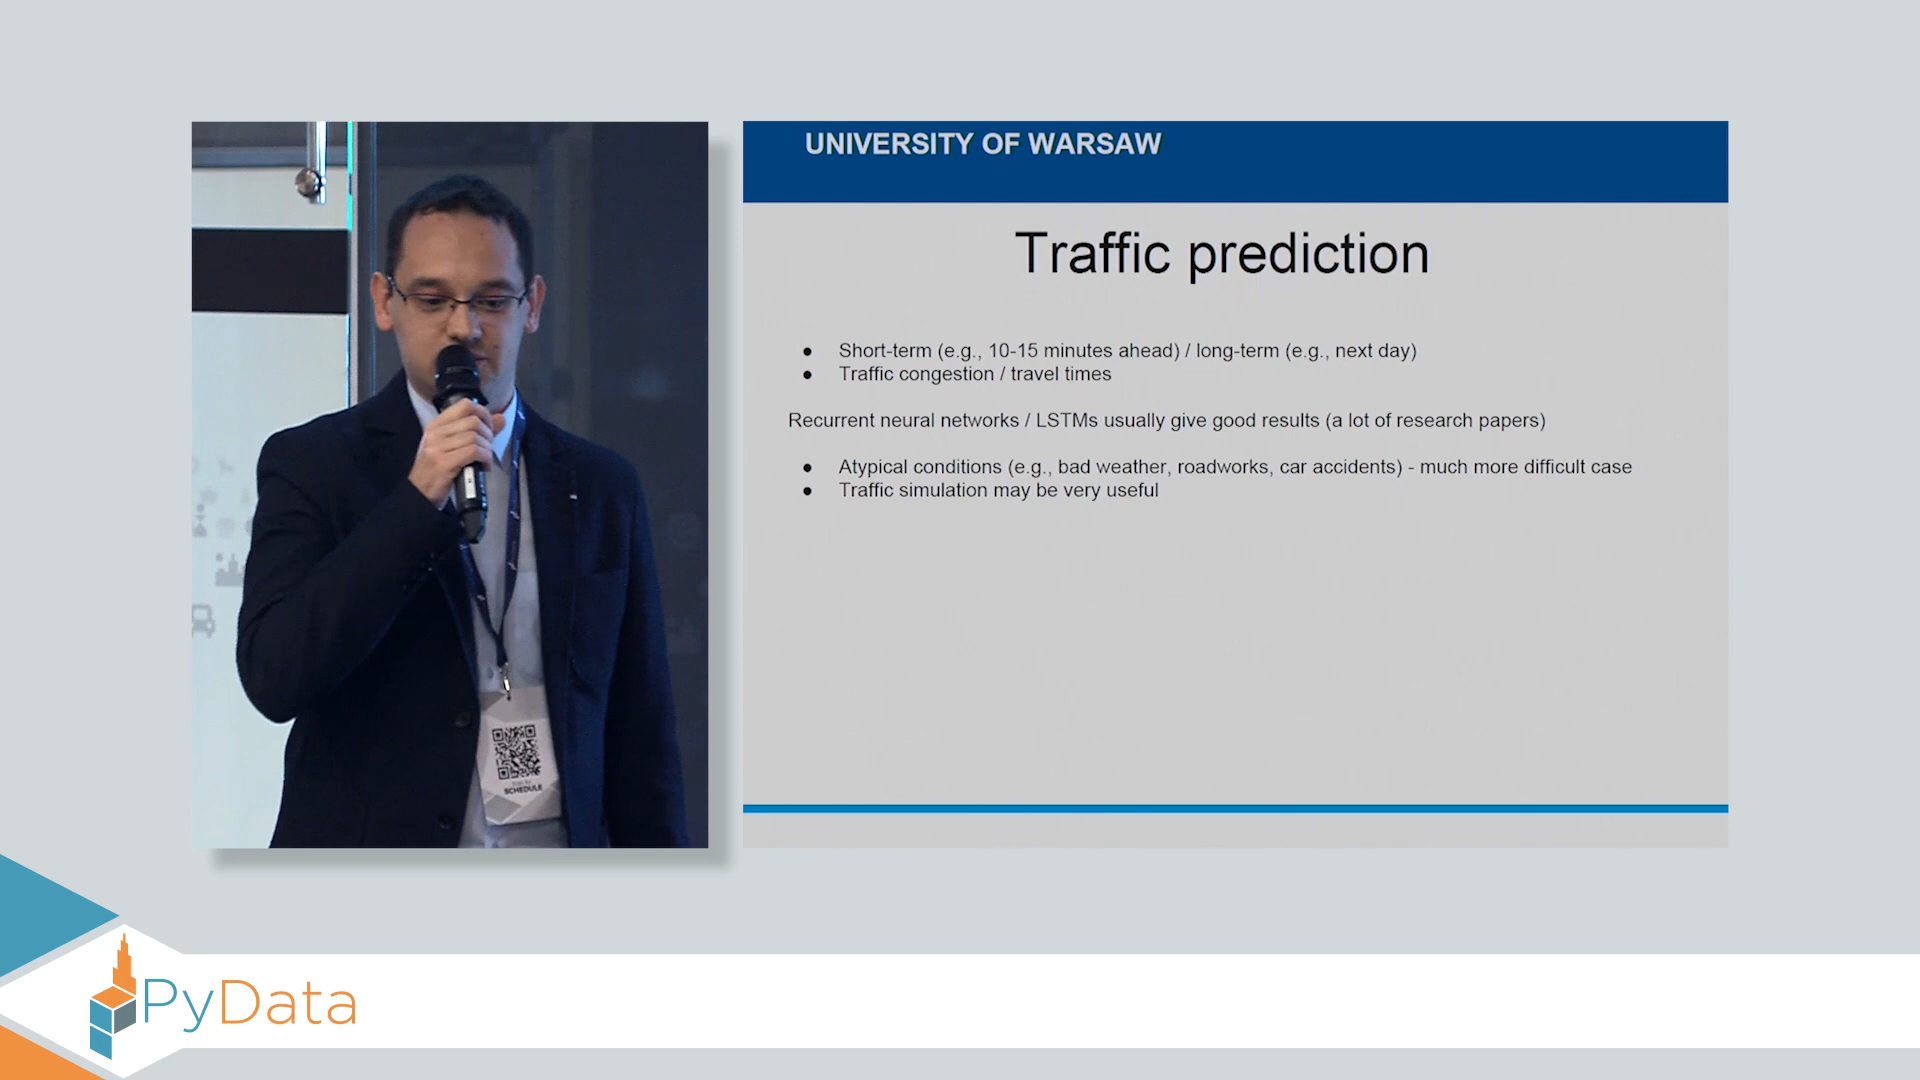 UNIVERSITY OF WARSAW
Traffic prediction
● Short-term (e.g., 10-15 minutes ahead) / long-term (e.g., next day)
● Traffic congestion / travel times
Recurrent neural networks / LSTMs usually give good results (a lot of research papers)
● Atypical conditions (e.g., bad weather, roadworks, car accidents) - much more difficult case
● Traffic simulation may be very useful
SCHEDULE
PyData